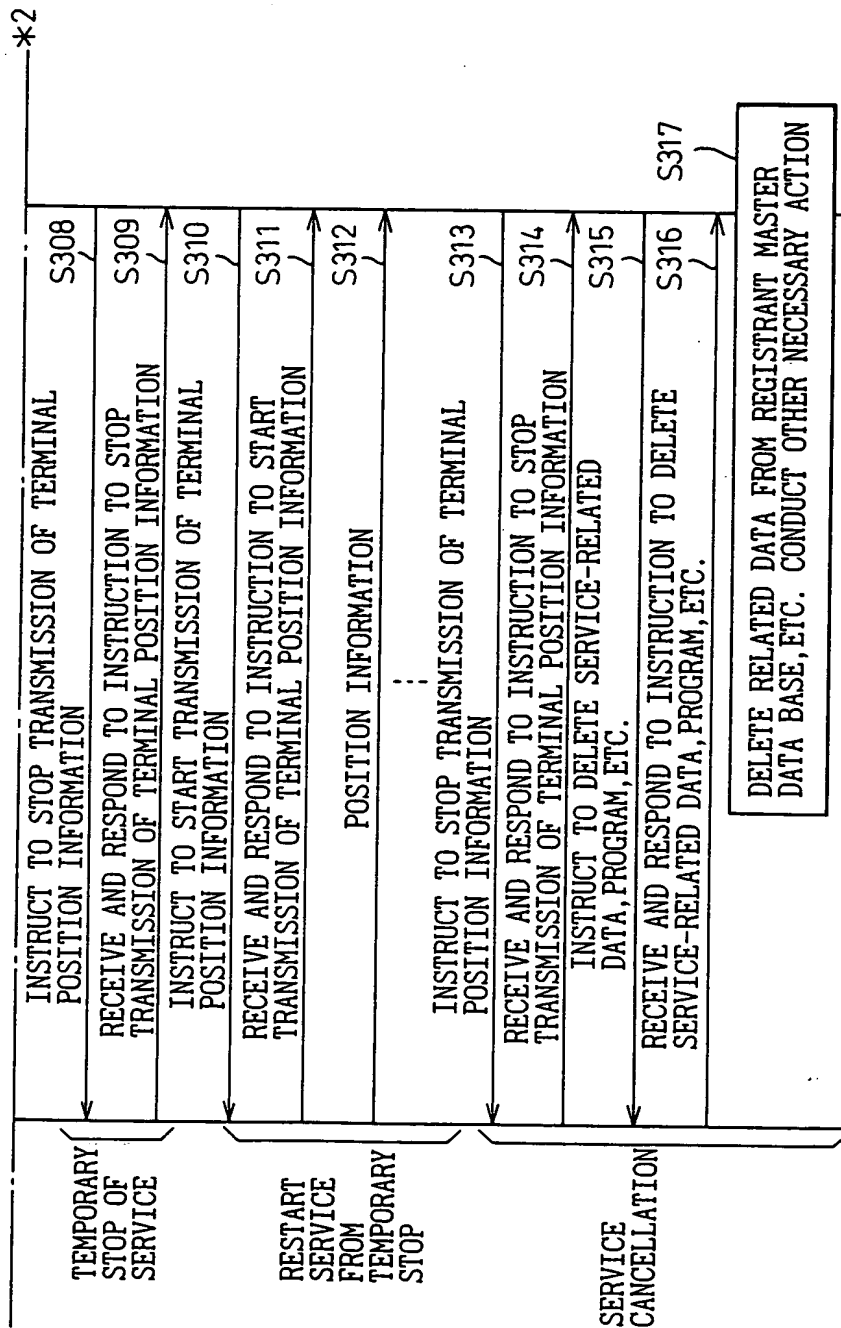 *2
INSTRUCT TO STOP TRANSMISSION OF TERMINAL
POSITION INFORMATION
S308
RECEIVE AND RESPOND TO INSTRUCTION TO STOP
TRANSMISSION OF TERMINAL POSITION INFORMATION
S309
TEMPORARY
STOP OF
SERVICE
INSTRUCT TO START TRANSMISSION OF TERMINAL
POSITION INFORMATION
S310
RECEIVE AND RESPOND TO INSTRUCTION TO START
TRANSMISSION OF TERMINAL POSITION INFORMATION
S311
POSITION INFORMATION
S312
RESTART
SERVICE
FROM
TEMPORARY
STOP
INSTRUCT TO STOP TRANSMISSION OF TERMINAL
POSITION INFORMATION
S313
RECEIVE AND RESPOND TO INSTRUCTION TO STOP
TRANSMISSION OF TERMINAL POSITION INFORMATION
S314
INSTRUCT TO DELETE SERVICE-RELATED
DATA,PROGRAM,ETC.
S315
RECEIVE AND RESPOND TO INSTRUCTION TO DELETE
SERVICE-RELATED DATA,PROGRAM,ETC.
S316
SERVICE
CANCELLATION
S317
DELETE RELATED DATA FROM REGISTRANT MASTER
DATA BASE,ETC. CONDUCT OTHER NECESSARY ACTION